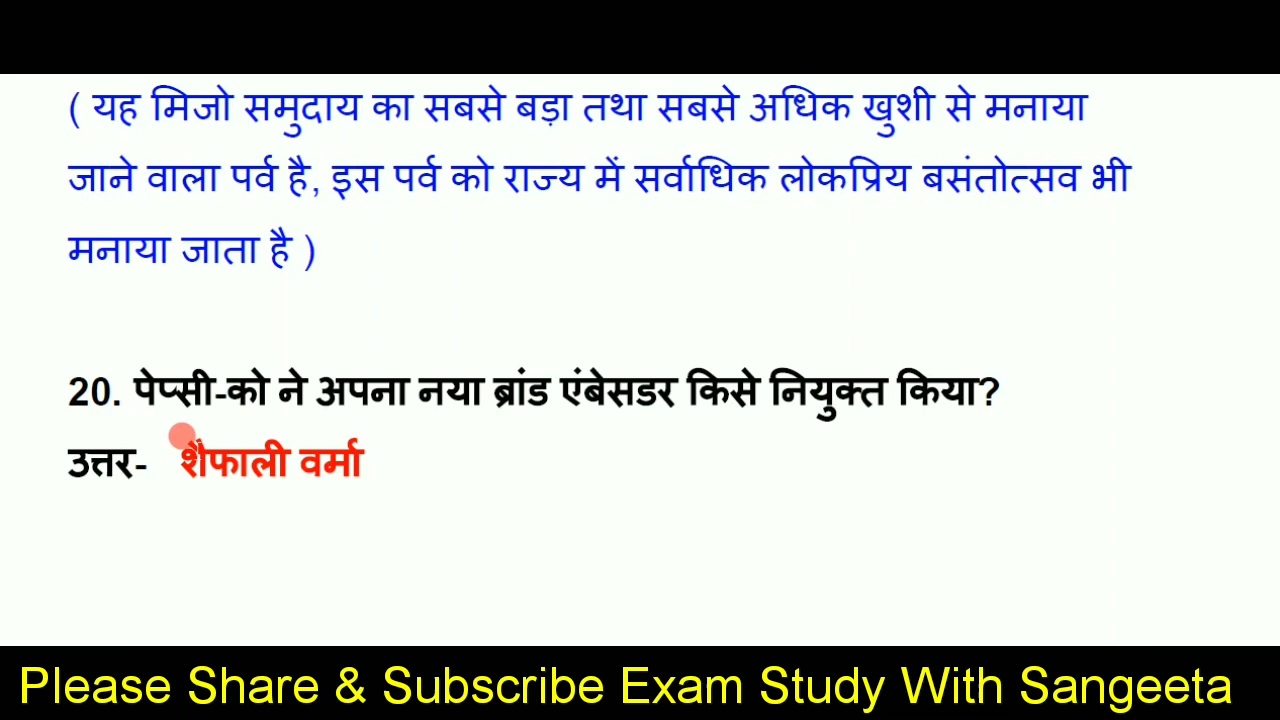 ( यह मिजो समुदाय का सबसे बड़ा तथा सबसे अधिक खुशी से मनाया
जाने वाला पर्व है, इस पर्व को राज्य में सर्वाधिक लोकप्रिय बसंतोत्सव भी
मनाया जाता है )
20. पेप्सी-को ने अपना नया ब्रांड एंबेसडर किसे नियुक्त किया?
उत्तर- शैफाली वर्मा
Please Share & Subscribe Exam Study With Sangeeta